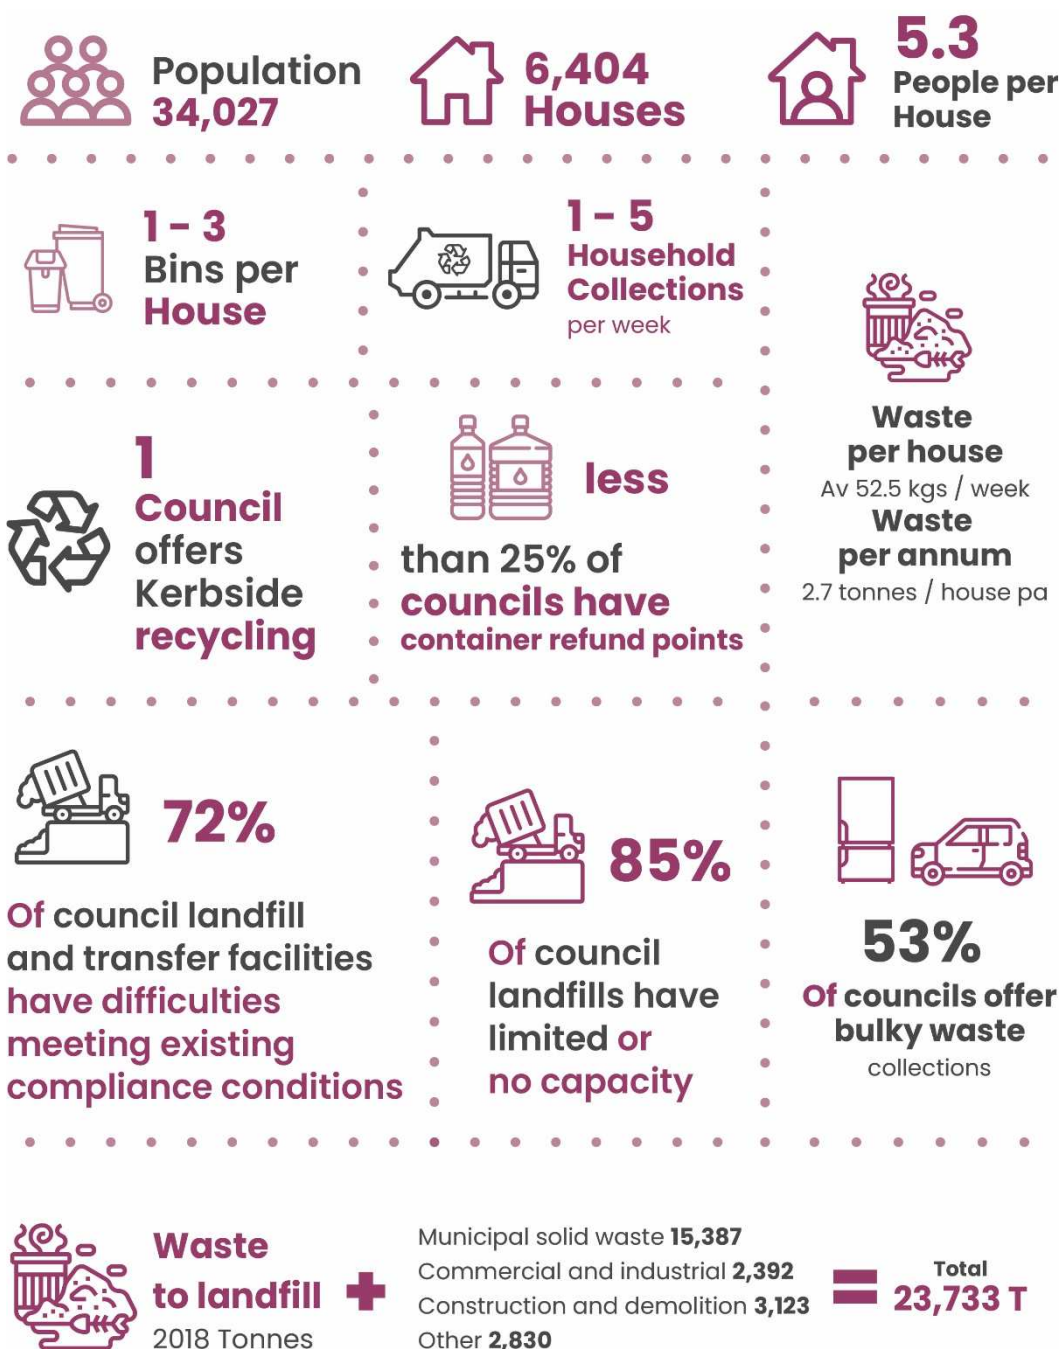 Population
34,027
6,404
Houses
5.3
People per
House
1 - 3
Bins per
House
1 - 5
Household
Collections
per week
Waste
per house
Av 52.5 kgs / week
Waste
per annum
2.7 tonnes / house pa
1
Council
offers
Kerbside
recycling
less
than 25% of
councils have
container refund points
72%
Of council landfill
and transfer facilities
have difficulties
meeting existing
compliance conditions
85%
Of council
landfills have
limited or
no capacity
53%
Of councils offer
bulky waste
collections
Waste
to landfill
2018 Tonnes
+
Municipal solid waste 15,387
Commercial and industrial 2,392
Construction and demolition 3,123
Other 2,830
=
Total
23,733 T